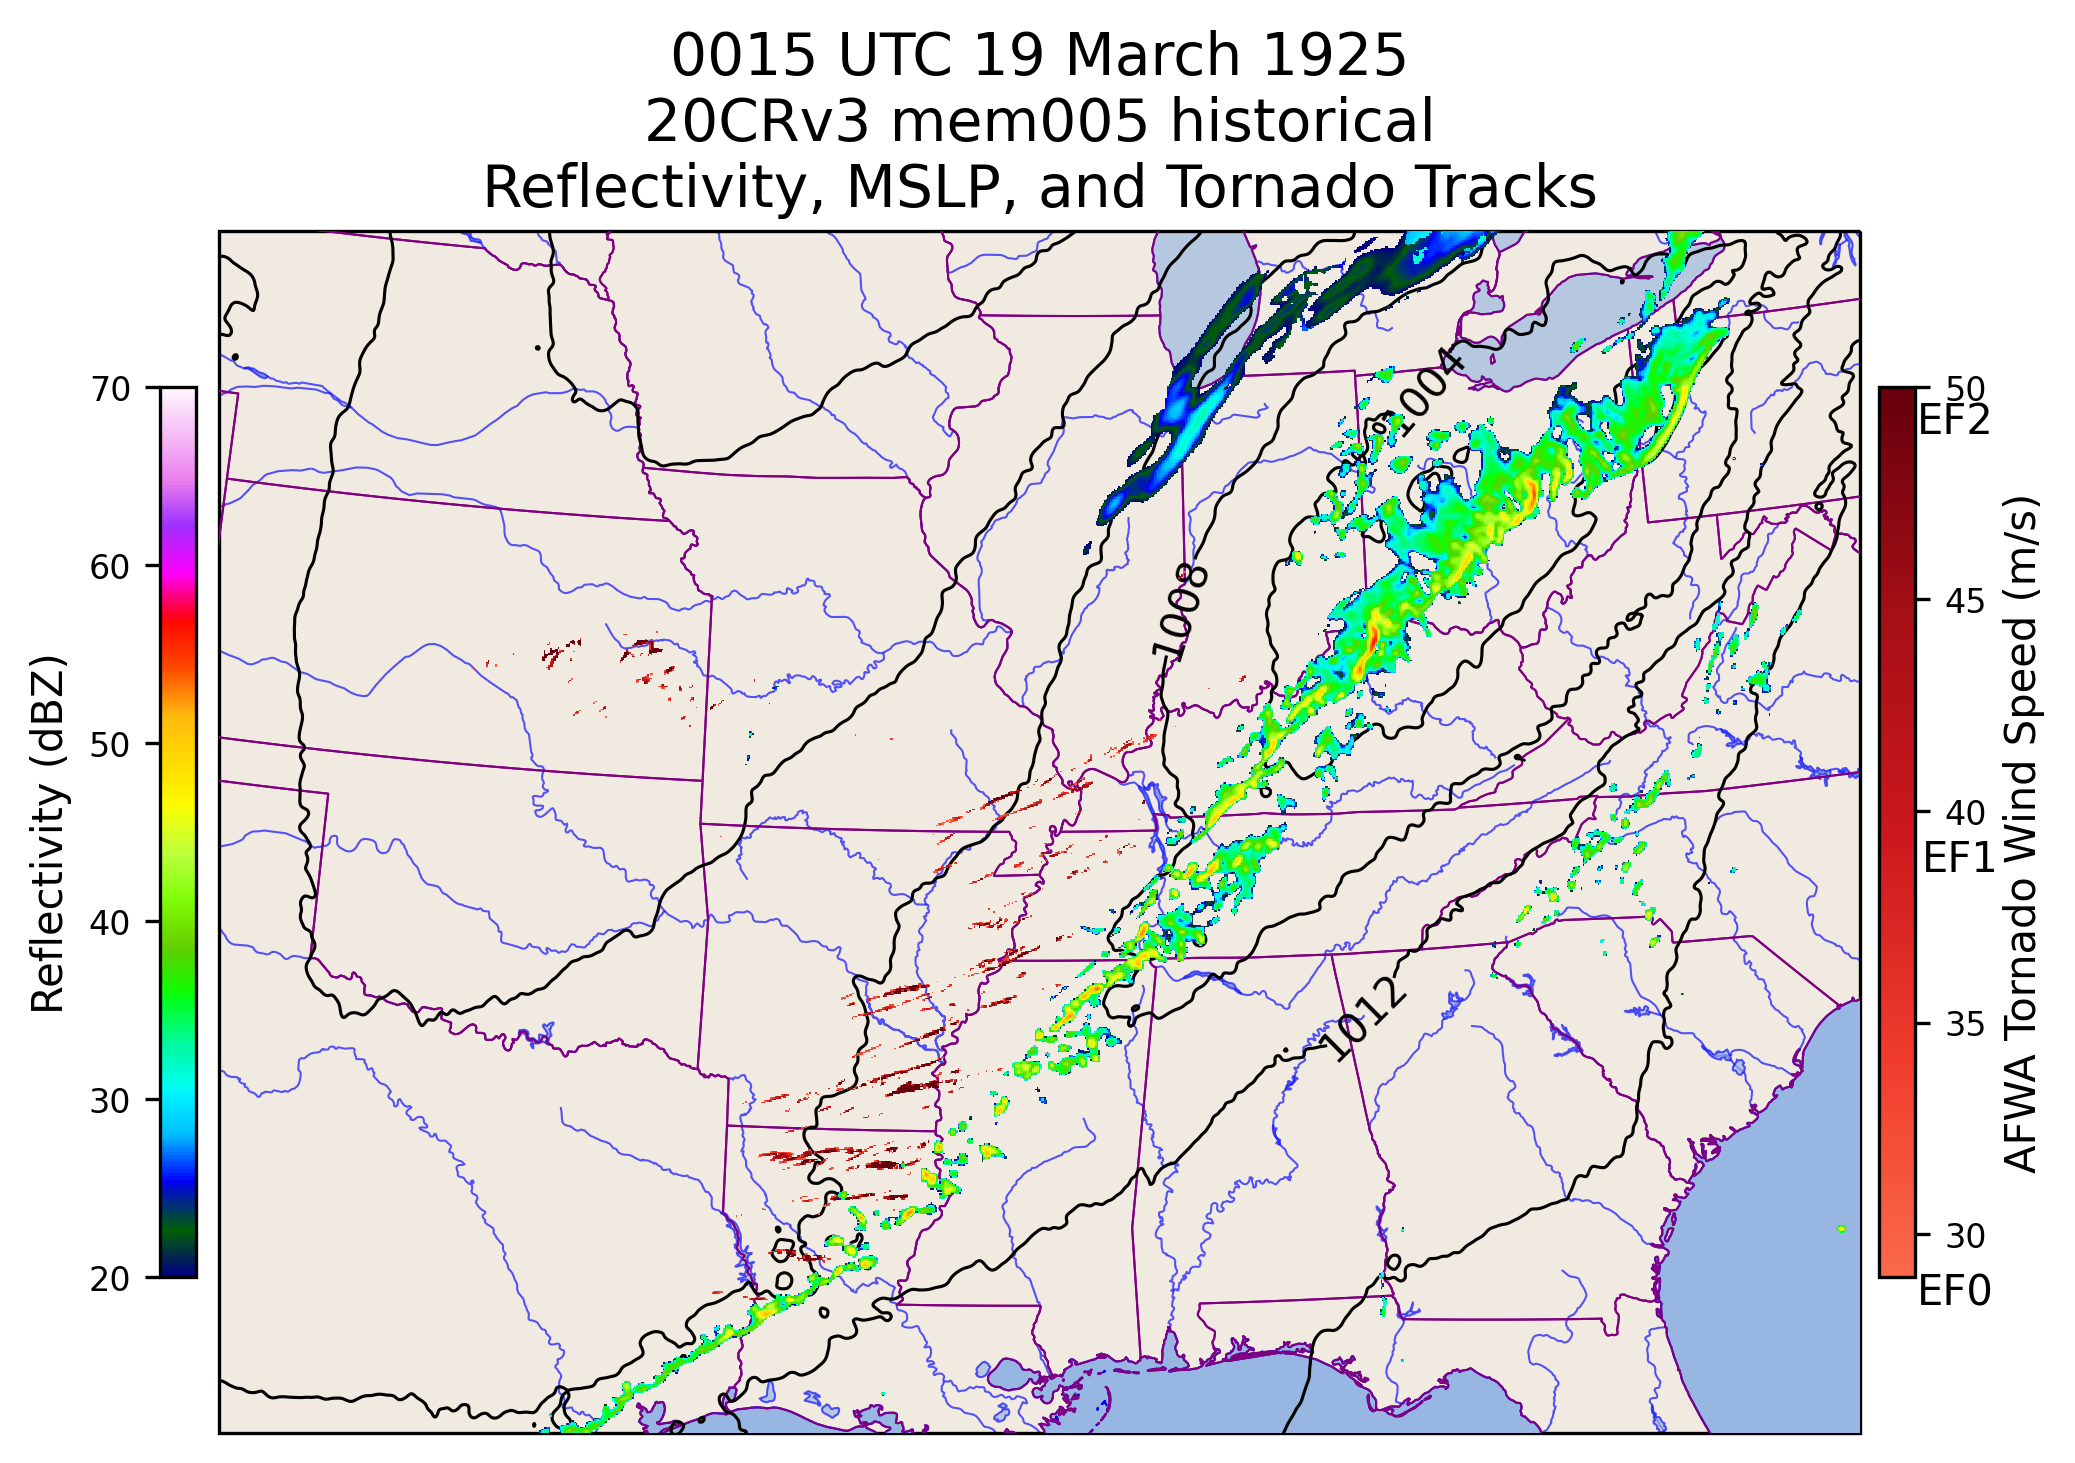 0015 UTC 19 March 1925
20CRv3 mem005 historical
Reflectivity, MSLP, and Tornado Tracks
Reflectivity (dBZ)
70
60
50
40
30
20
1004
1008
1012
50
EF2
45
40
EF1
35
30
EF0
AFWA Tornado Wind Speed (m/s)